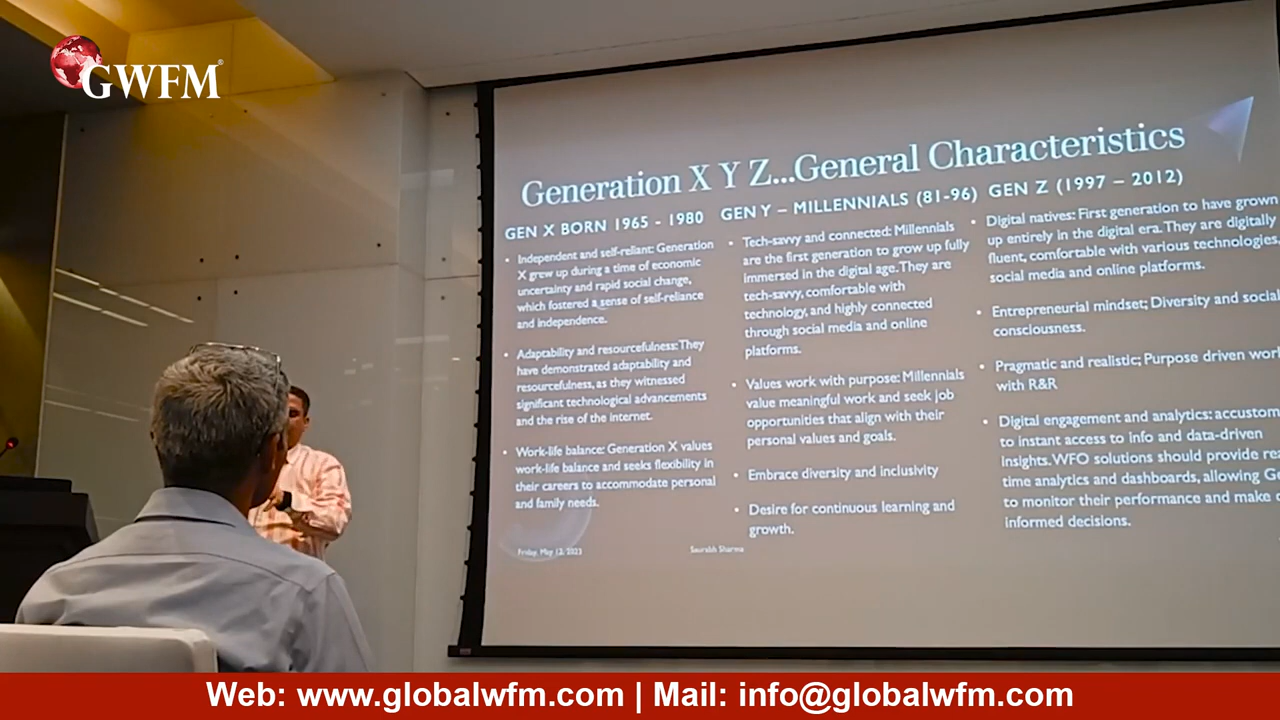 GWFM®
Generation X Y Z...General Characteristics
GEN X BORN 1965 - 1980
• Independent and self-reliant: Generation
X grew up during a time of economic
uncertainty and rapid social change,
which fostered a sense of self-reliance
and independence.
• Adaptability and resourcefulness: They
have demonstrated adaptability and
resourcefulness, as they witnessed
significant technological advancements
and the rise of the internet.
• Work-life balance: Generation X values
work-life balance and seeks flexibility in
their careers to accommodate personal
and family needs.
GEN Y – MILLENNIALS (81-96)
• Tech-savvy and connected: Millennials
are the first generation to grow up fully
immersed in the digital age. They are
tech-savvy, comfortable with
technology, and highly connected
through social media and online
platforms.
• Values work with purpose: Millennials
value meaningful work and seek job
opportunities that align with their
personal values and goals.
• Embrace diversity and inclusivity
• Desire for continuous learning and
growth.
GEN Z (1997 – 2012)
• Digital natives: First generation to have grown
up entirely in the digital era. They are digitally
fluent, comfortable with various technologies,
social media and online platforms.
• Entrepreneurial mindset; Diversity and social
consciousness.
• Pragmatic and realistic; Purpose driven wor
with R&R
• Digital engagement and analytics: accustom
to instant access to info and data-driven
insights. WFO solutions should provide rea
time analytics and dashboards, allowing Ge
to monitor their performance and make
informed decisions.
Friday, May 12, 2023
Saurabh Sharma
Web: www.globalwfm.com | Mail: info@globalwfm.com